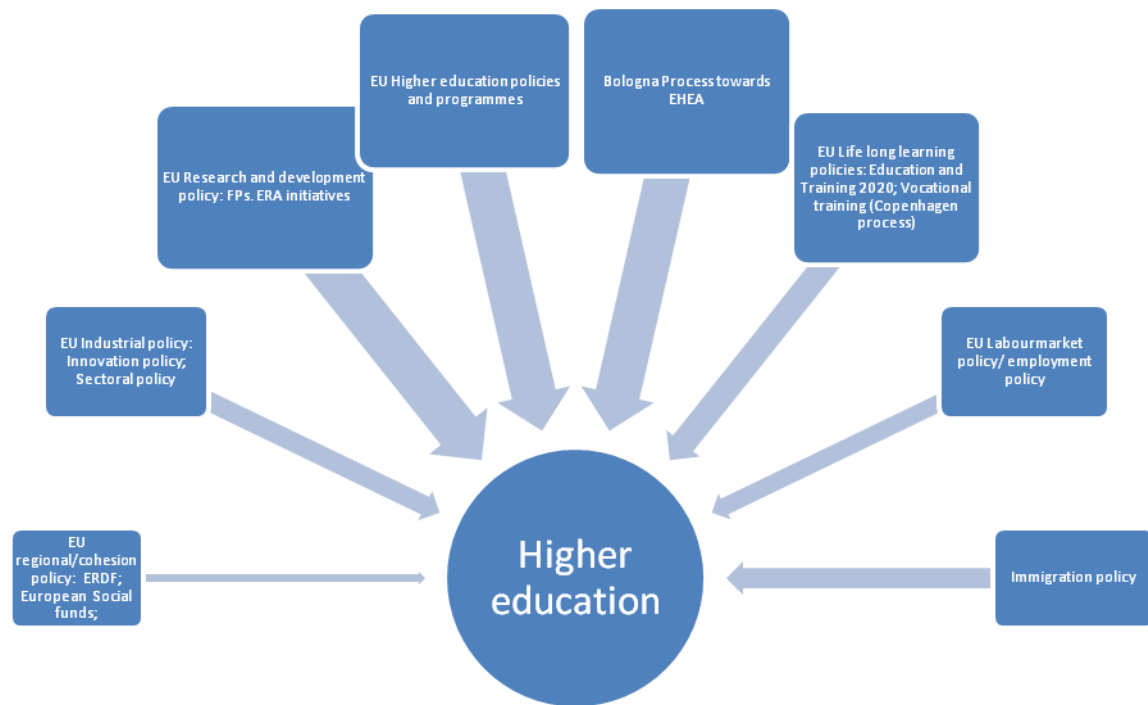 EU Higher education policies
and programmes
Bologna Process towards
EHEA
EU Research and development
policy: FPs. ERA initiatives
EU Life long learning
policies: Education and
Training 2020; Vocational
training (Copenhagen
process)
EU Industrial policy:
Innovation policy;
Sectoral policy
EU Labourmarket
policy/ employment
policy
EU
regional/cohesion
policy: ERDF;
European Social
funds;
Immigration policy
Higher
education